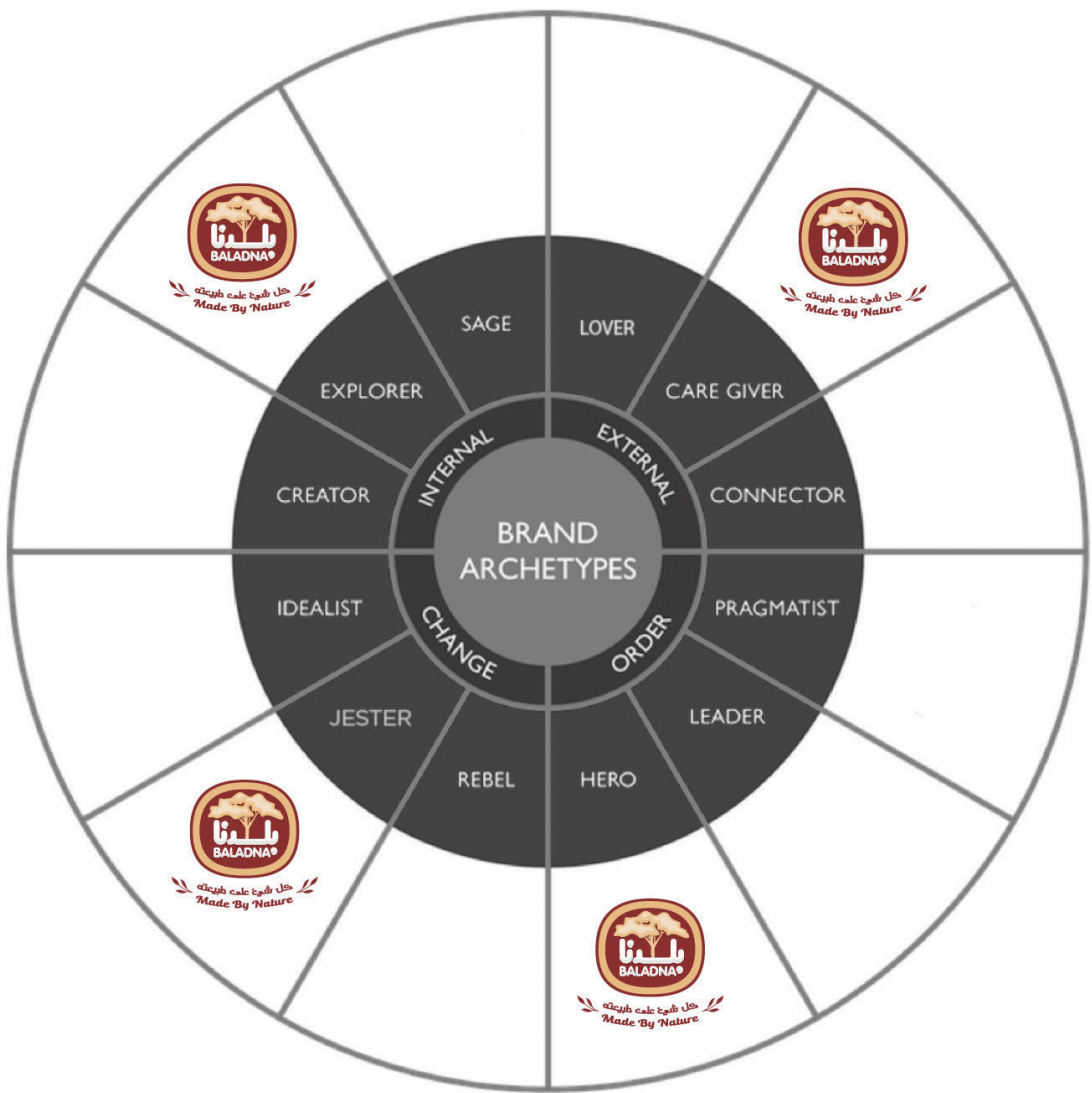 بلدنا
BALADNA
كل شيء على طبيعته
Made By Nature
بلدنا
BALADNA
كل شيء على طبيعته
Made By Nature
SAGE
LOVER
EXPLORER
CARE GIVER
INTERNAL
EXTERNAL
CREATOR
CONNECTOR
BRAND
ARCHETYPES
IDEALIST
PRAGMATIST
CHANGE
ORDER
JESTER
LEADER
REBEL
HERO
بلدنا
BALADNA
كل شيء على طبيعته
Made By Nature
بلدنا
BALADNA
كل شيء على طبيعته
Made By Nature